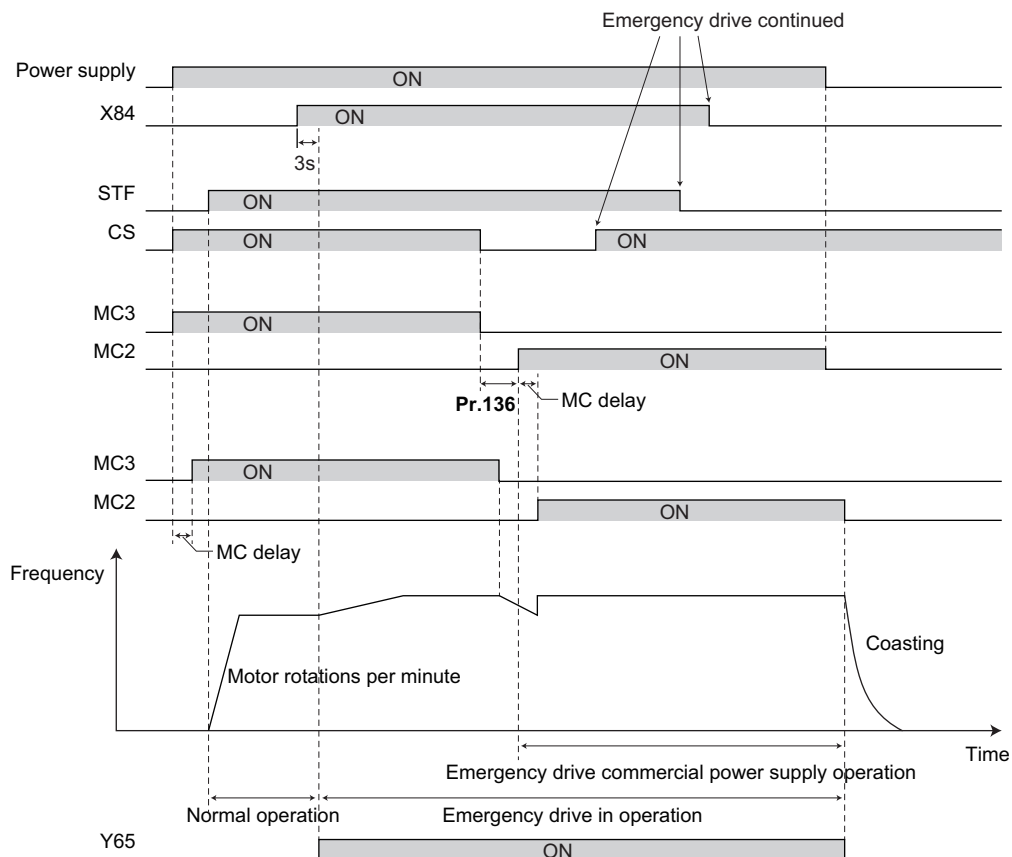 Emergency drive continued
Power supply
ON
X84
ON
3s
STF
ON
CS
ON
ON
MC3
ON
MC2
ON
Pr.136
MC delay
MC3
ON
MC2
ON
MC delay
Frequency
Coasting
Motor rotations per minute
Time
Emergency drive commercial power supply operation
Normal operation
Emergency drive in operation
Y65
ON